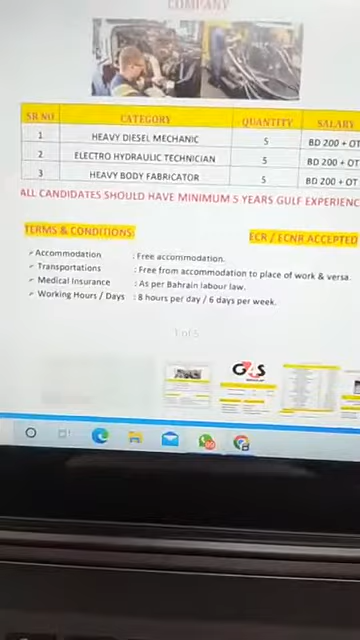 COMPANY
SR NO CATEGORY QUANTITY SALARY
1 HEAVY DIESEL MECHANIC 5 BD 200 + OT
2 ELECTRO HYDRAULIC TECHNICIAN 5 BD 200 + OT
3 HEAVY BODY FABRICATOR 5 BD 200 + OT
ALL CANDIDATES SHOULD HAVE MINIMUM 5 YEARS GULF EXPERIENC
TERMS & CONDITIONS ECR / ECNR ACCEPTED
Accommodation : Free accommodation.
Transportations : Free from accommodation to place of work & versa.
Medical Insurance : As per Bahrain labour law.
Working Hours / Days : 8 hours per day / 6 days per week.
1 of 5
G4S